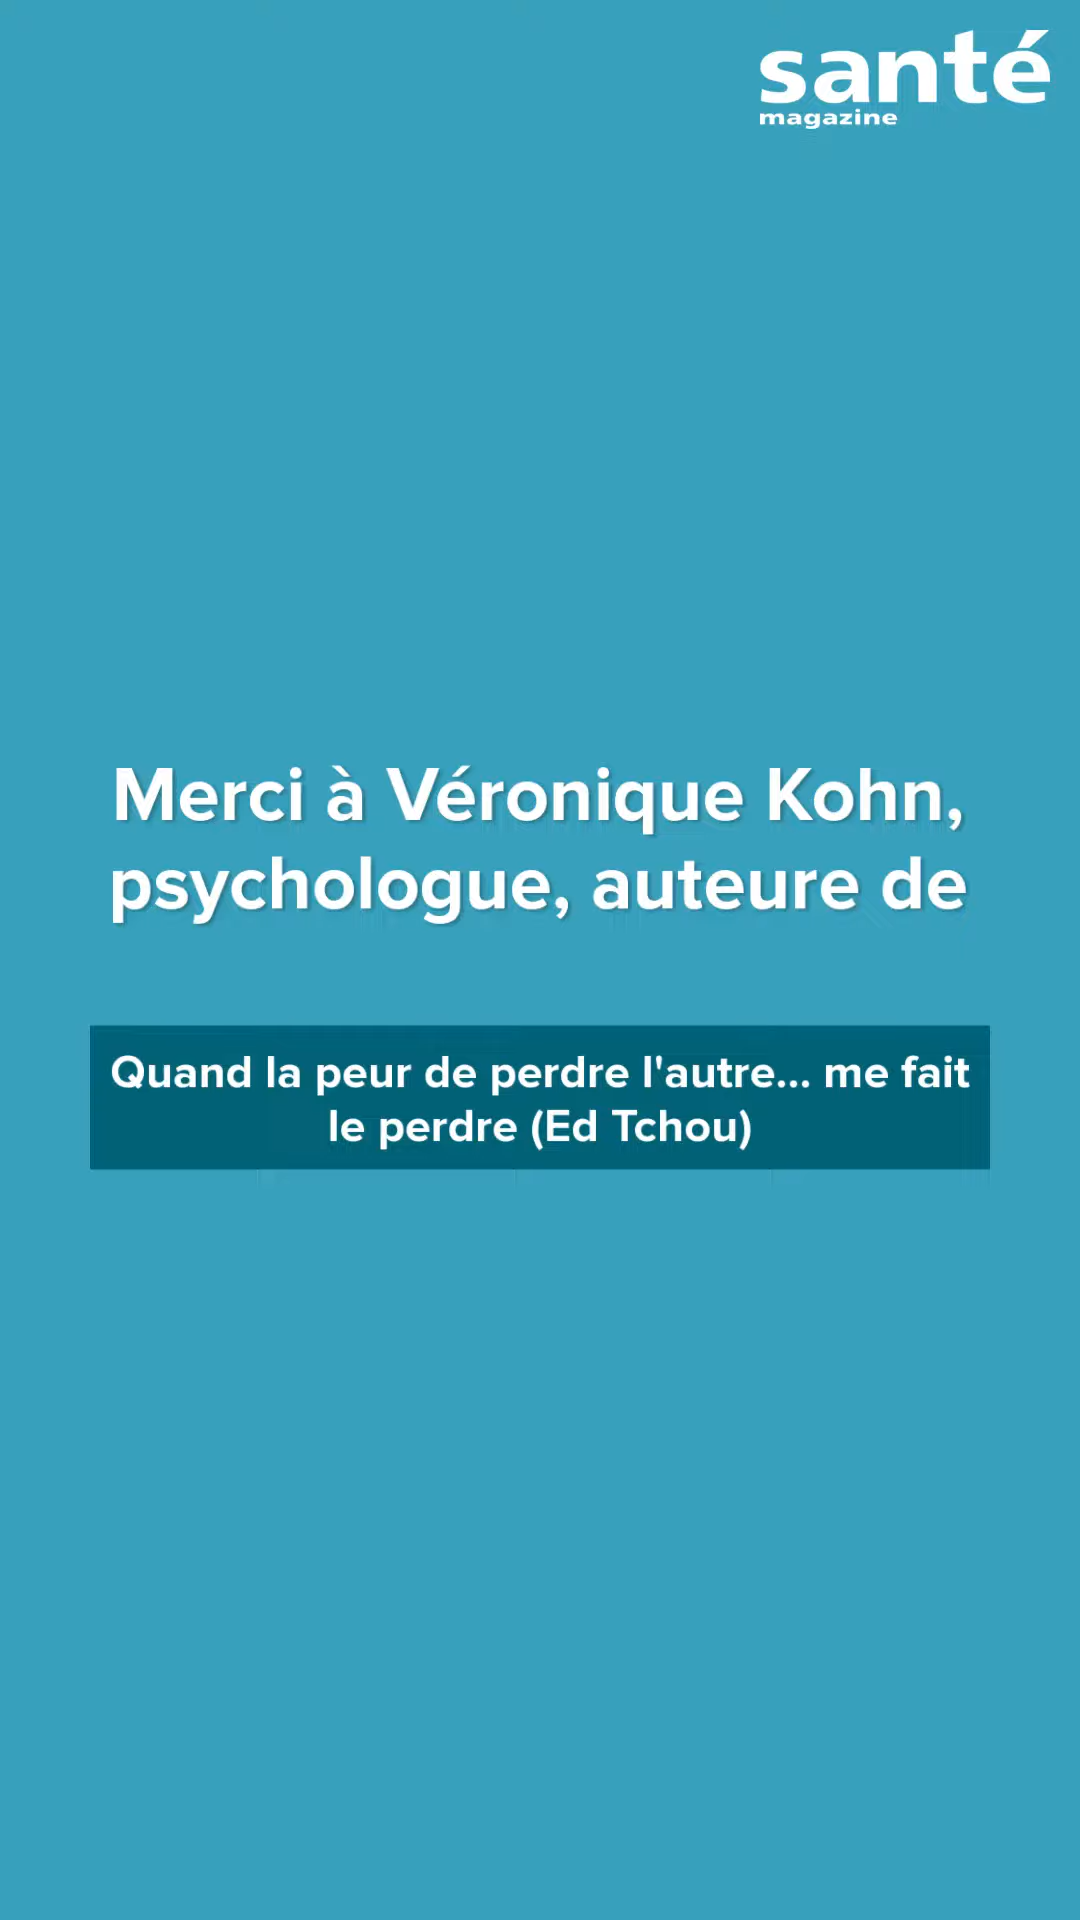 santé
magazine
Merci à Véronique Kohn,
psychologue, auteure de
Quand la peur de perdre l'autre... me fait
le perdre (Ed Tchou)